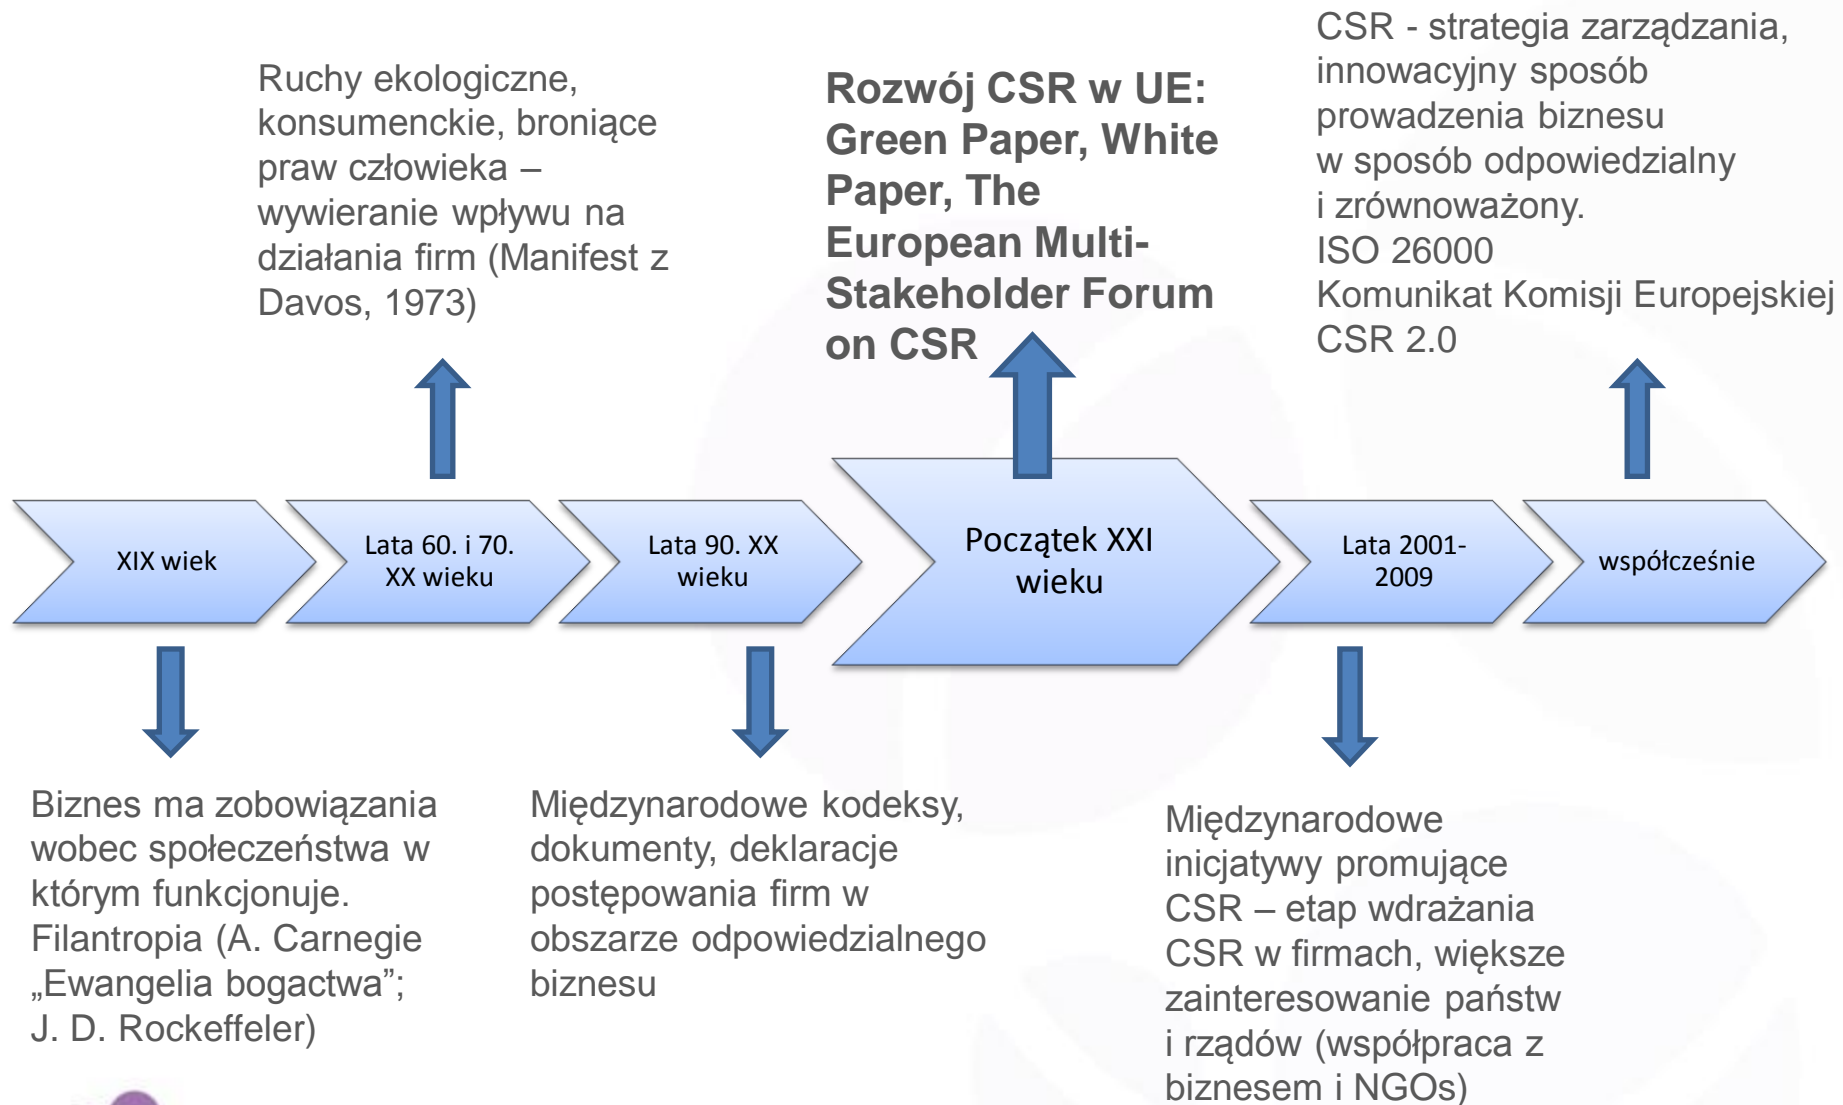 Ruchy ekologiczne,
konsumenckie, broniące
praw człowieka –
wywieranie wpływu na
działania firm (Manifest z
Davos, 1973)
Rozwój CSR w UE:
Green Paper, White
Paper, The
European Multi-
Stakeholder Forum
on CSR
CSR - strategia zarządzania,
innowacyjny sposób
prowadzenia biznesu
w sposób odpowiedzialny
i zrównoważony.
ISO 26000
Komunikat Komisji Europejskiej
CSR 2.0
XIX wiek
Lata 60. i 70.
XX wieku
Lata 90. XX
wieku
Początek XXI
wieku
Lata 2001-
2009
współcześnie
Biznes ma zobowiązania
wobec społeczeństwa w
którym funkcjonuje.
Filantropia (A. Carnegie
„Ewangelia bogactwa”;
J. D. Rockeffeler)
Międzynarodowe kodeksy,
dokumenty, deklaracje
postępowania firm w
obszarze odpowiedzialnego
biznesu
Międzynarodowe
inicjatywy promujące
CSR – etap wdrażania
CSR w firmach, większe
zainteresowanie państw
i rządów (współpraca z
biznesem i NGOs)